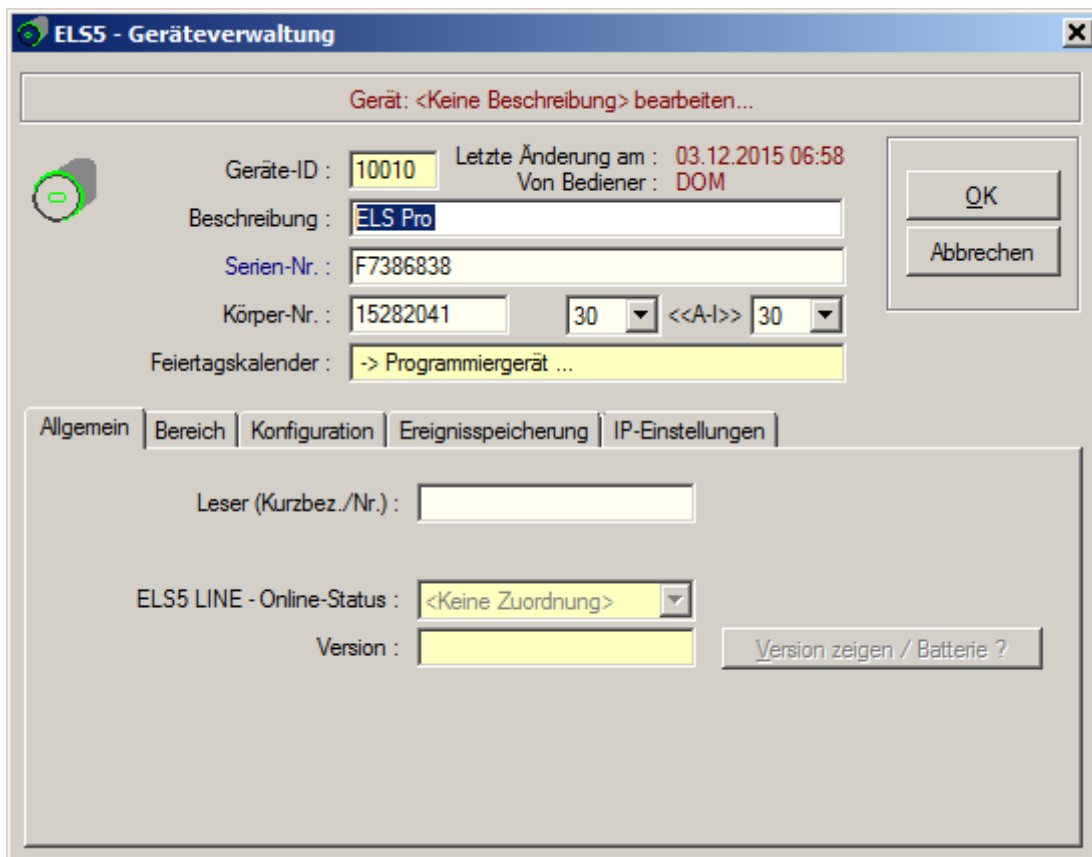 ELS5 - Geräteverwaltung
Gerät: <Keine Beschreibung> bearbeiten...
Geräte-ID : 10010 Letzte Änderung am : 03.12.2015 06:58
Von Bediener : DOM
OK
Beschreibung : ELS Pro
Abbrechen
Serien-Nr. : F7386838
Körper-Nr. : 15282041 30 <<A-I>> 30
Feiertagskalender : -> Programmiergerät ...
Allgemein Bereich Konfiguration Ereignisspeicherung IP-Einstellungen
Leser (Kurzbez./Nr.) :
ELS5 LINE - Online-Status : <Keine Zuordnung>
Version : Version zeigen / Batterie ?